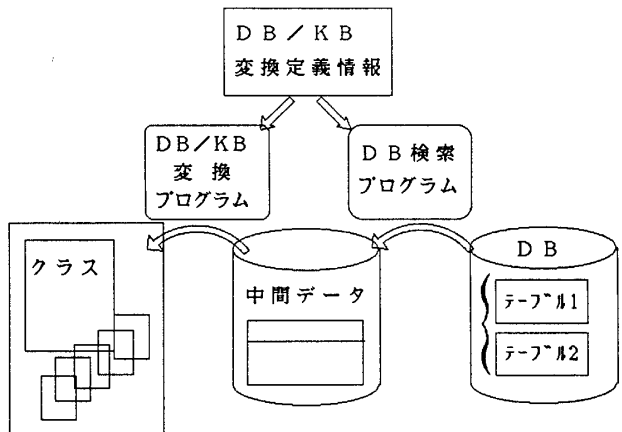 ＤＢ／ＫＢ
変換定義情報
ＤＢ／ＫＢ
変換
プログラム
ＤＢ検索
プログラム
クラス
中間データ
ＤＢ
ﾃｰﾌﾞﾙ1
ﾃｰﾌﾞﾙ2